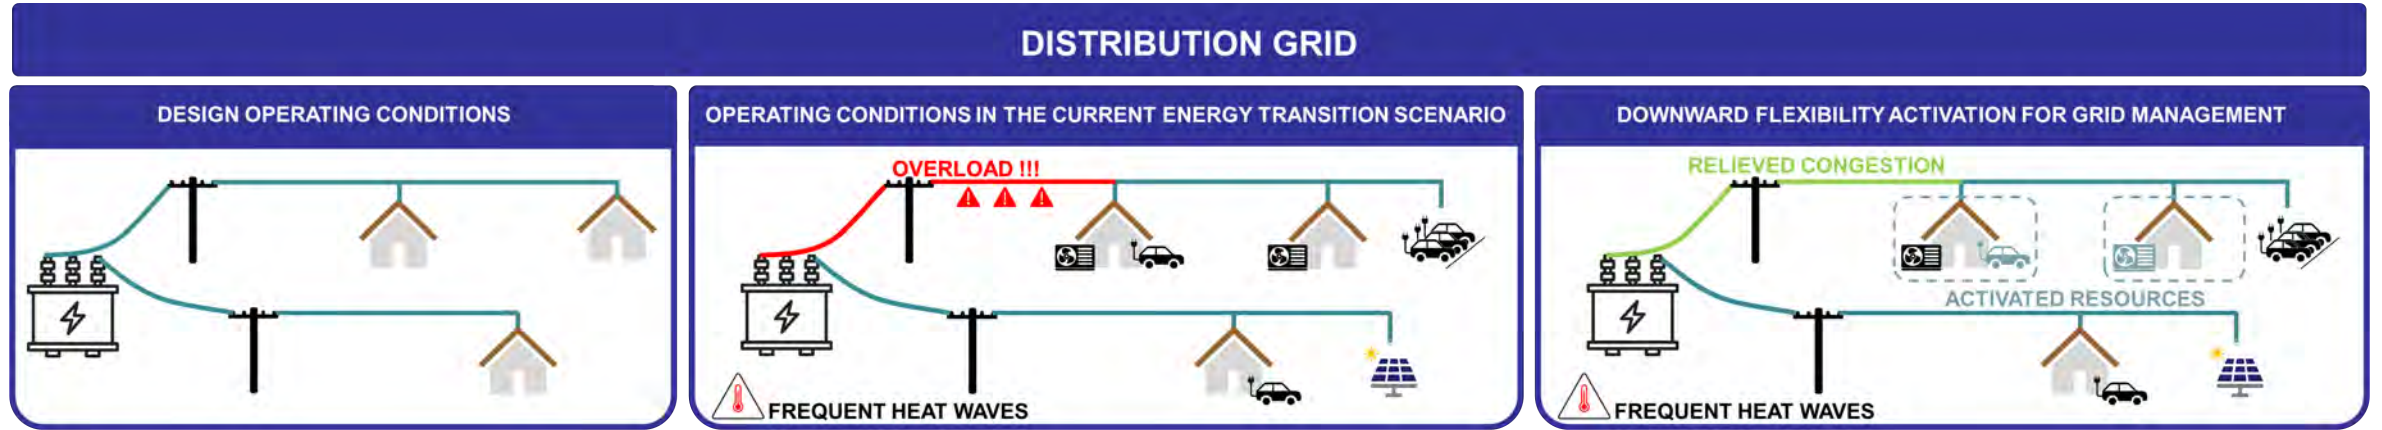 DISTRIBUTION GRID
DESIGN OPERATING CONDITIONS
OPERATING CONDITIONS IN THE CURRENT ENERGY TRANSITION SCENARIO
OVERLOAD !!!
FREQUENT HEAT WAVES
DOWNWARD FLEXIBILITY ACTIVATION FOR GRID MANAGEMENT
RELIEVED CONGESTION
ACTIVATED RESOURCES
FREQUENT HEAT WAVES